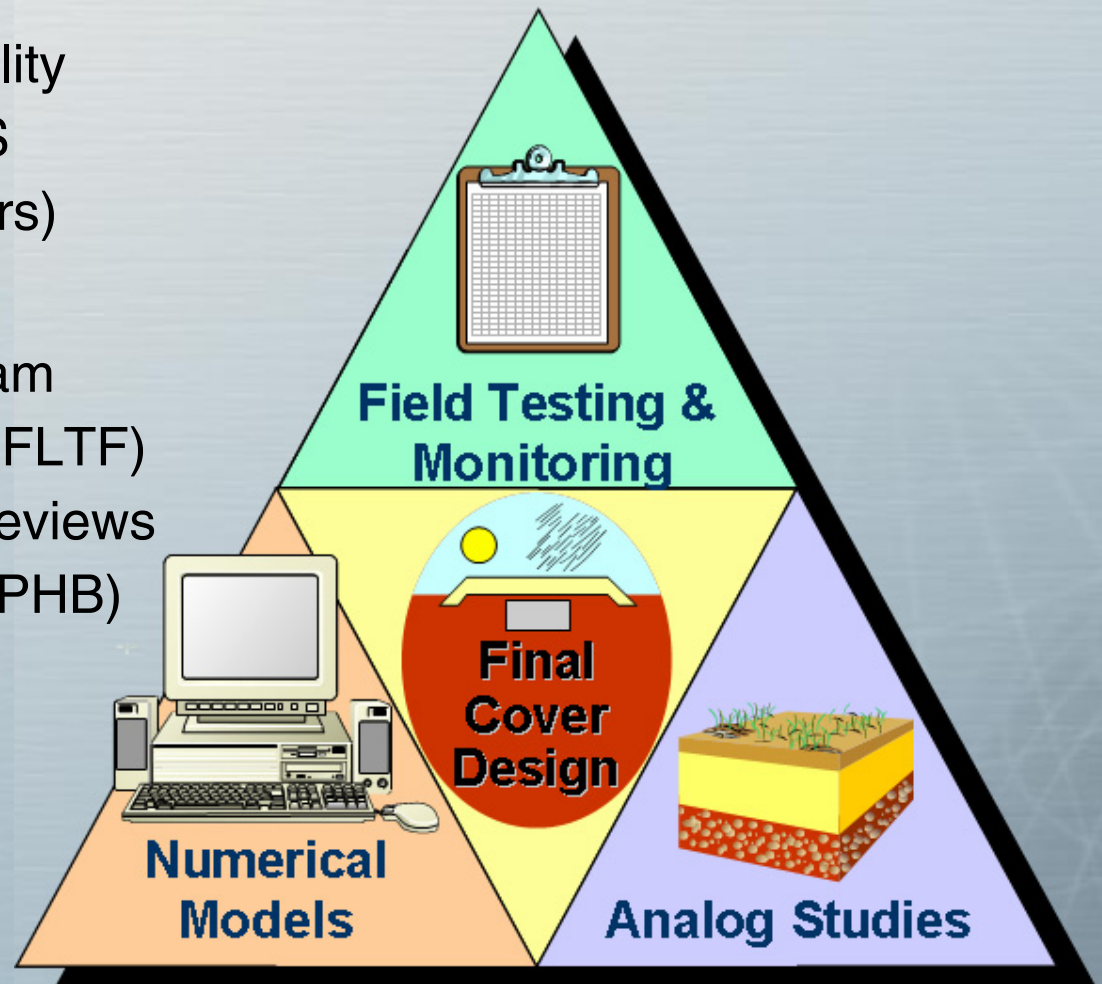 lity
S
rs)
am
FLTF)
eviews
PHB)
Field Testing &
Monitoring
Final
Cover
Design
Numerical
Models
Analog Studies